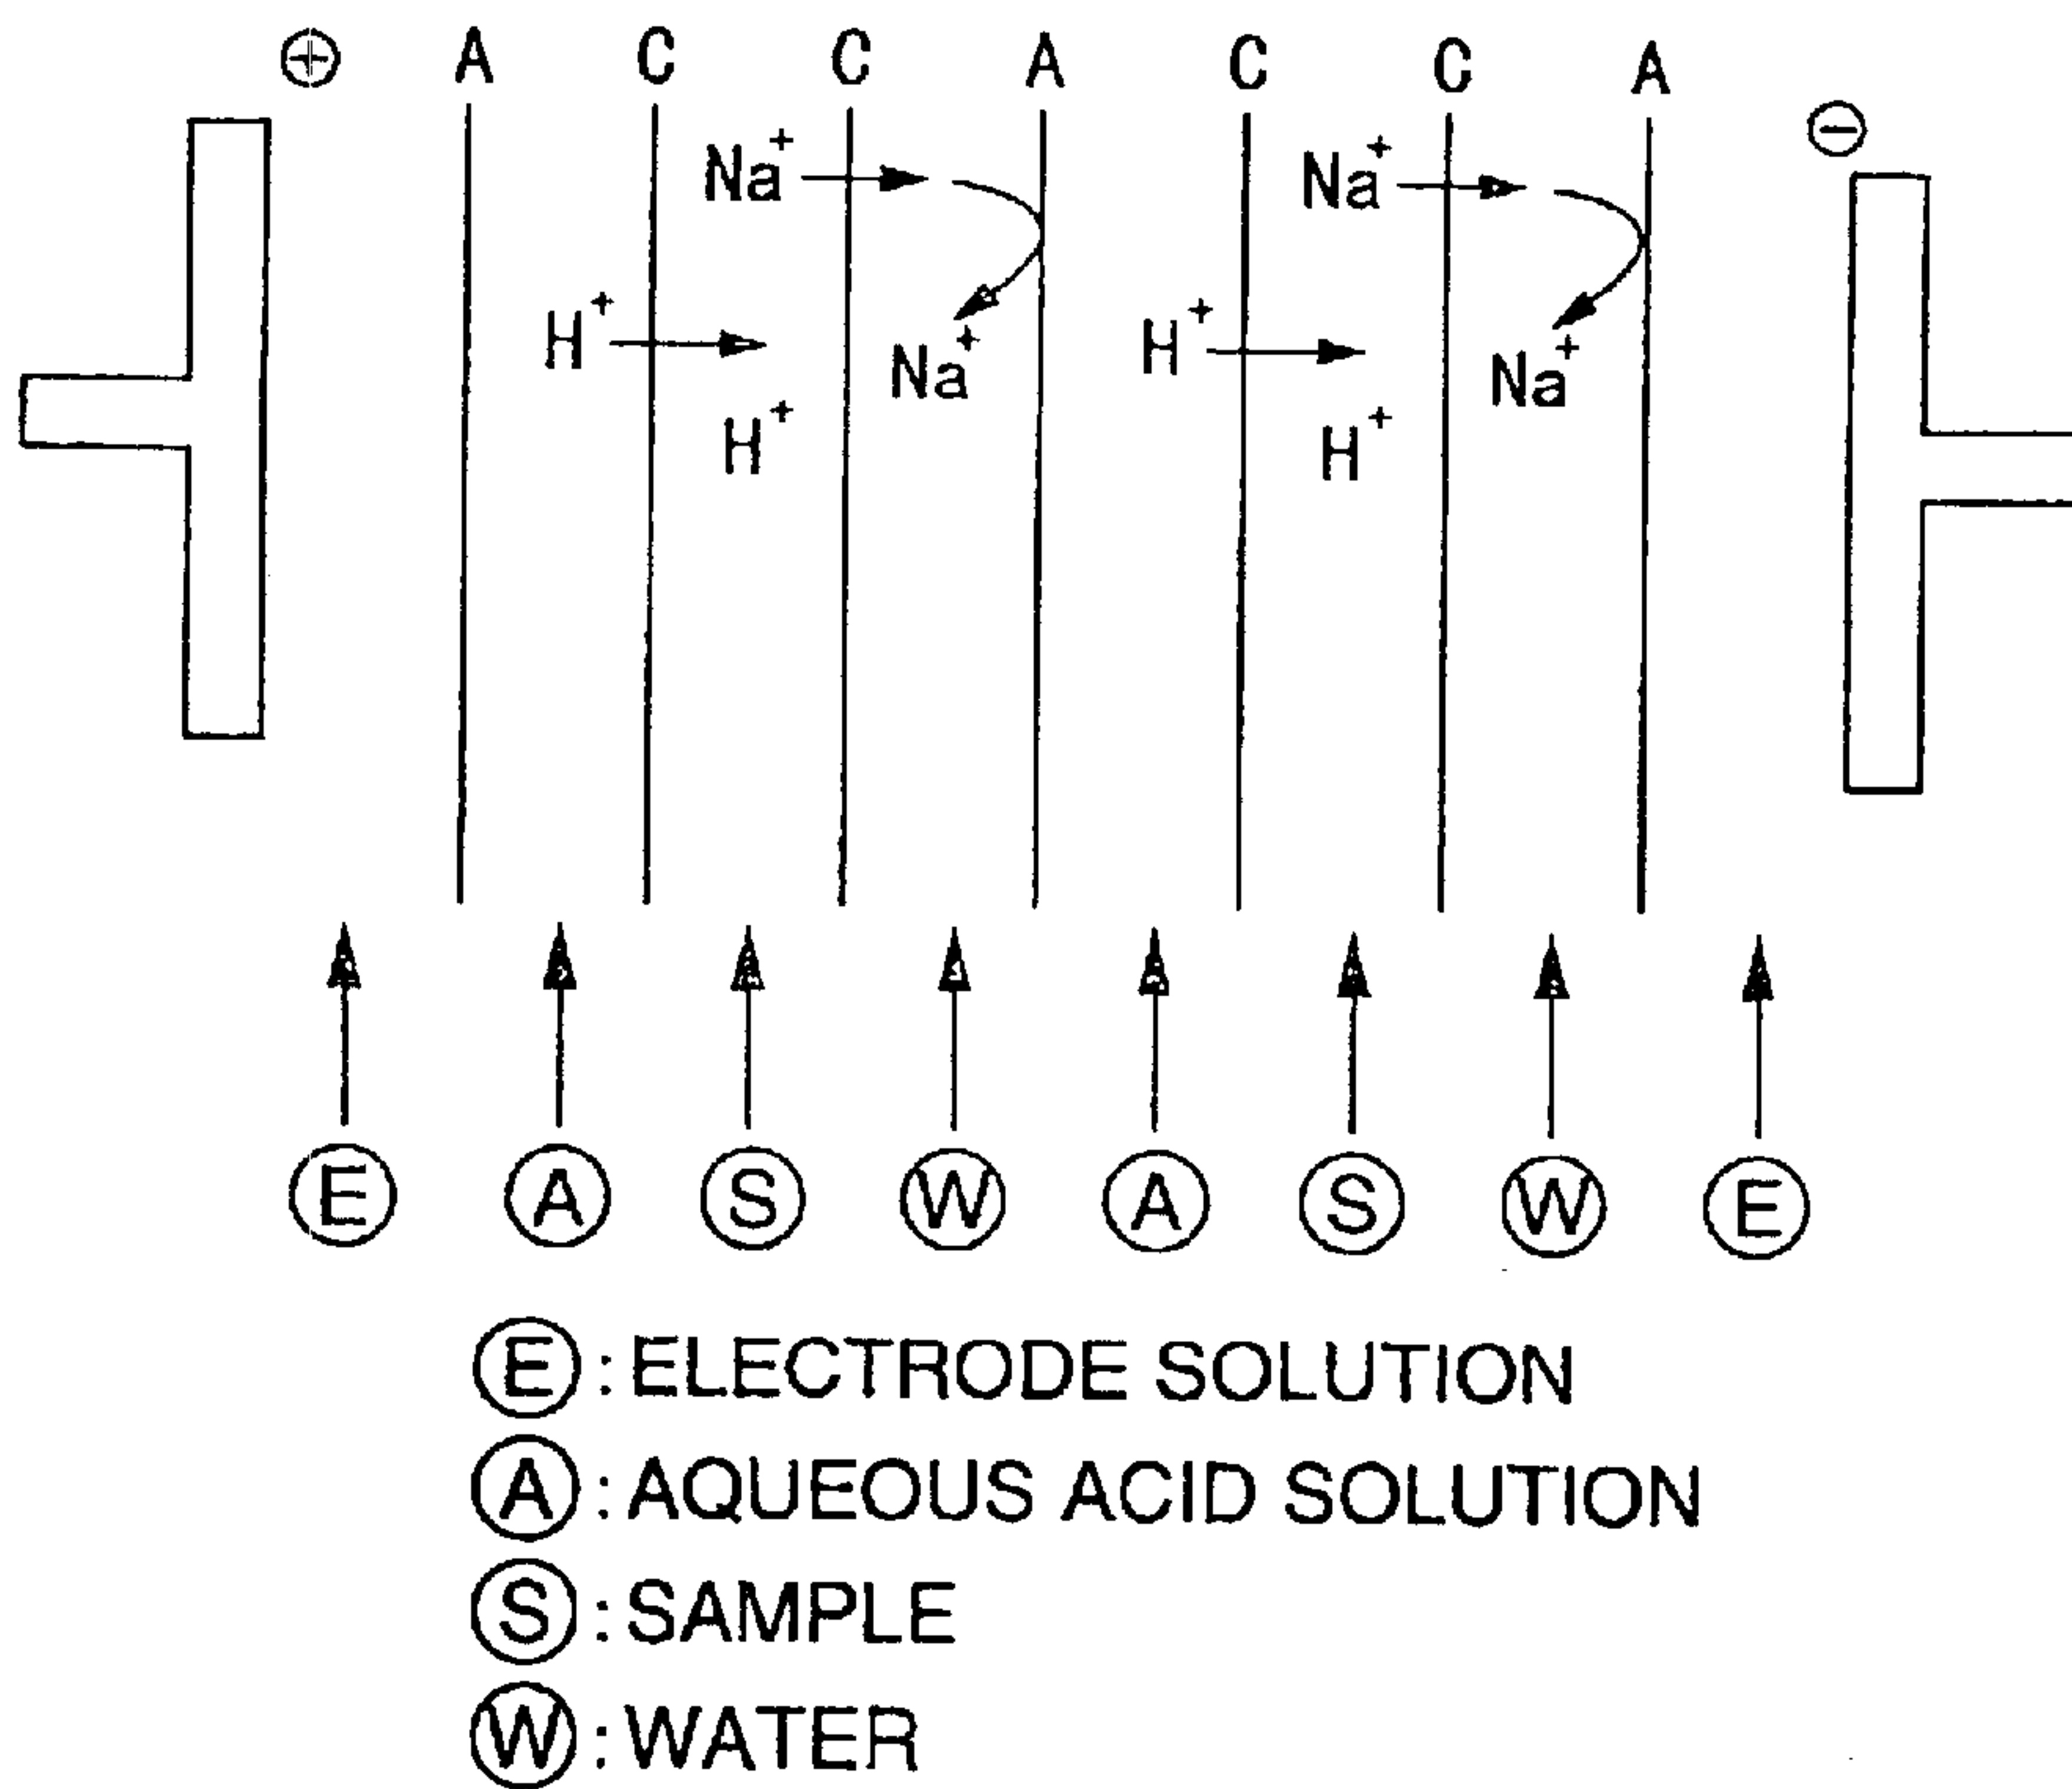 ⊕ A C C A C C A ⊖
Na⁺ Na⁺
H⁺ Na⁺ H⁺ Na⁺
H⁺ H⁺
Ⓔ Ⓐ Ⓢ Ⓦ Ⓐ Ⓢ Ⓦ Ⓔ
Ⓔ : ELECTRODE SOLUTION
Ⓐ : AQUEOUS ACID SOLUTION
Ⓢ : SAMPLE
Ⓦ : WATER